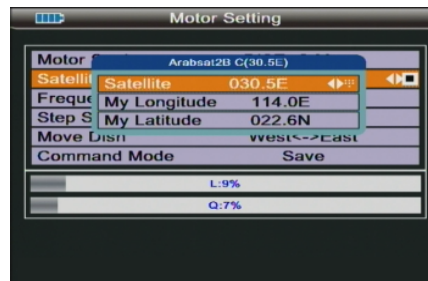 Motor Setting
Arabsat2B C(30.5E)
Motor
Satellit
Satellite 030.5E
Freque
My Longitude 114.0E
Step S
My Latitude 022.6N
Move Dish West<->East
Command Mode Save
L:9%
Q:7%